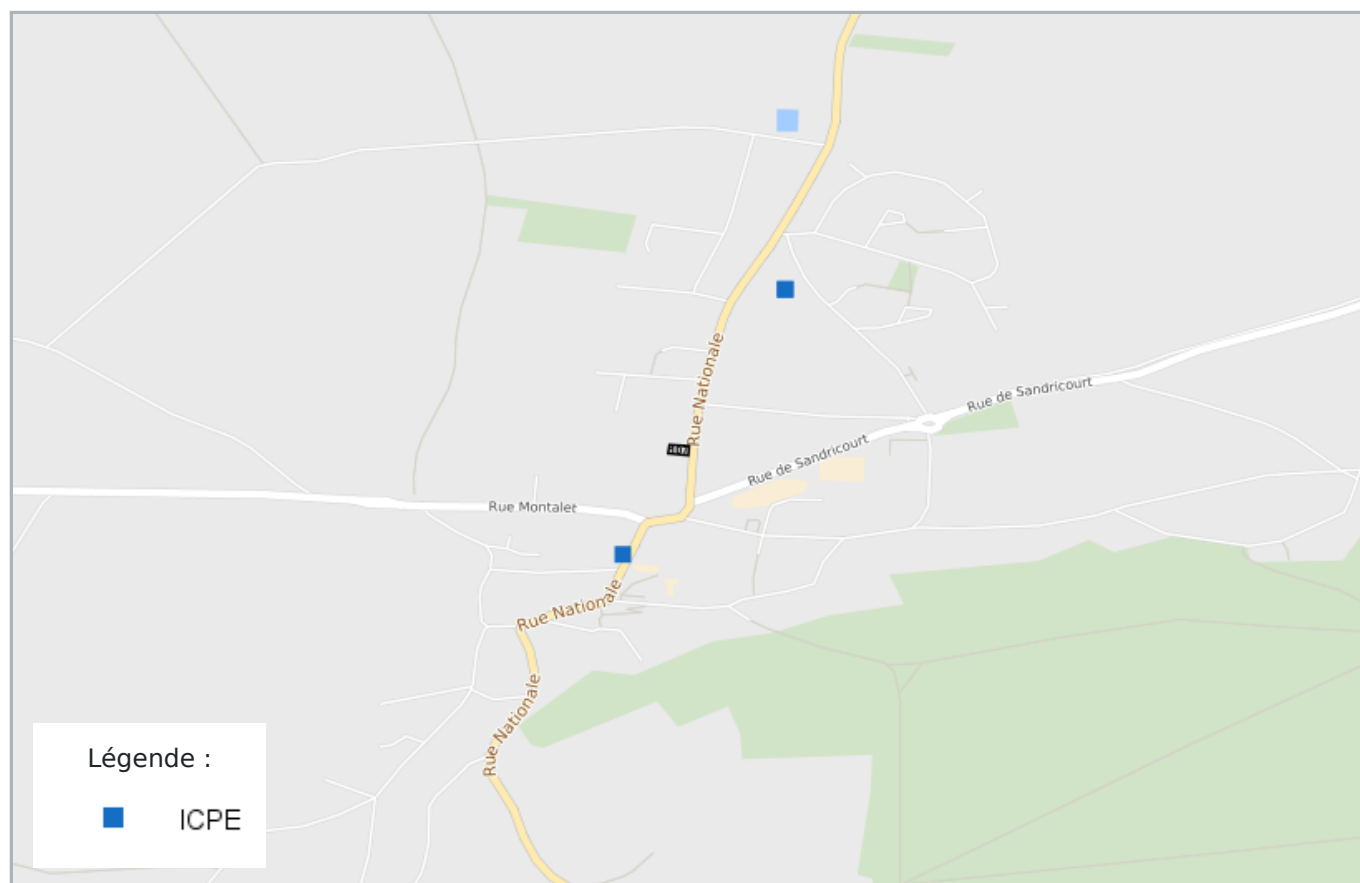 Rue Nationale
Rue de Sandricourt
Rue de Sandricourt
Rue Montalet
Rue Nationale
Rue Nationale
Légende :
ICPE